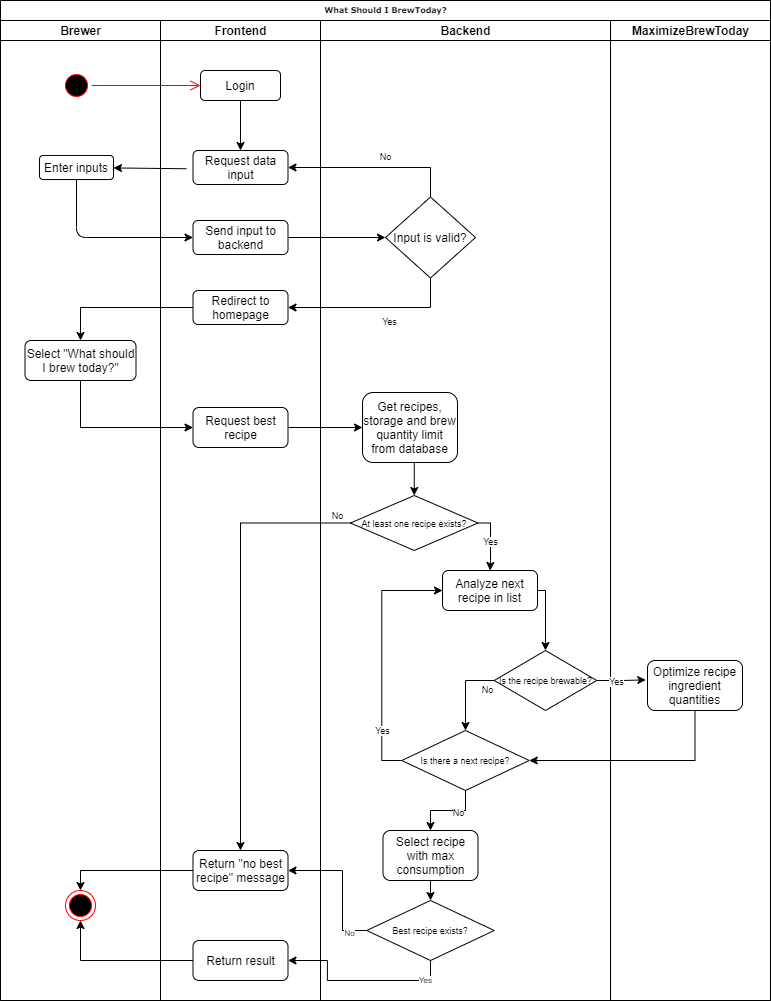 What Should I BrewToday?
Brewer
Frontend
Backend
MaximizeBrewToday
Login
Request data
input
Enter inputs
No
Send input to
backend
Input is valid?
Redirect to
homepage
Yes
Select "What should
I brew today?"
Request best
recipe
Get recipes,
storage and brew
quantity limit
from database
No
At least one recipe exists?
Yes
Analyze next
recipe in list
Is the recipe brewable?
Yes
No
Optimize recipe
ingredient
quantities
Yes
Is there a next recipe?
No
Select recipe
with max
consumption
Return "no best
recipe" message
Best recipe exists?
No
Return result
Yes